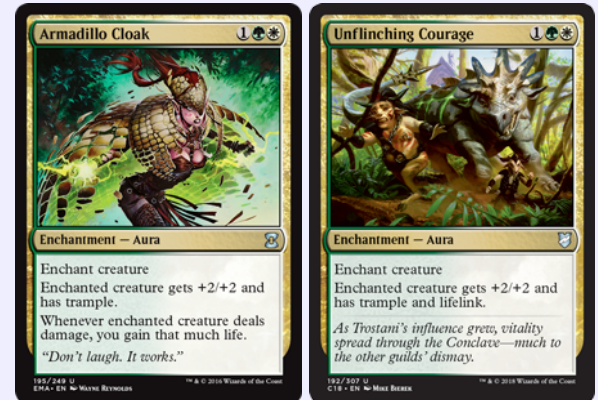 Armadillo Cloak 1
Enchantment — Aura
Enchant creature
Enchanted creature gets +2/+2 and
has trample.
Whenever enchanted creature deals
damage, you gain that much life.
"Don't laugh. It works."
195/249 U
EMA • EN Wayne Reynolds
™ & © 2016 Wizards of the Coast
Unflinching Courage 1
Enchantment — Aura
Enchant creature
Enchanted creature gets +2/+2 and
has trample and lifelink.
As Trostani's influence grew, vitality
spread through the Conclave—much to
the other guilds' dismay.
192/307 U
C18 • EN Mike Bierek
™ & © 2018 Wizards of the Coast